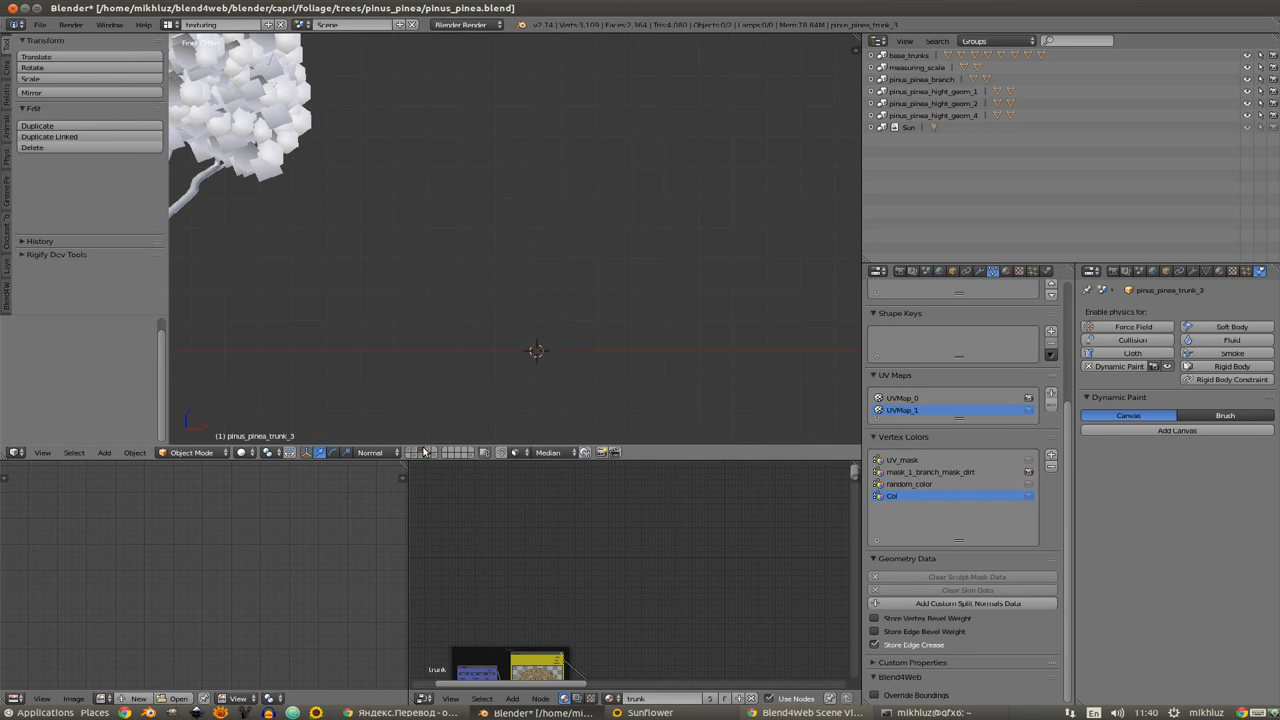 Blender* [/home/mikhluz/blend4web/blender/capri/foliage/trees/pinus_pinea/pinus_pinea.blend]
File Render Window Help texturing Scene Blender Render v2.74 | Verts:3,109 | Faces:2,364 | Tris:4,080 | Objects:0/2 | Lamps:0/0 | Mem:78.84M | pinus_pinea_trunk_3
Transform
Translate
Rotate
Scale
Mirror
Edit
Duplicate
Duplicate Linked
Delete
History
Rigify Dev Tools
Front Ortho
(1) pinus_pinea_trunk_3
View Select Add Object Object Mode Normal Median
trunk
View Image New Open View
View Select Add Node trunk 5 F Use Nodes
View Search Groups
base_trunks
measuring_scale
pinus_pinea_branch
pinus_pinea_hight_geom_1
pinus_pinea_hight_geom_2
pinus_pinea_hight_geom_4
Sun
Shape Keys
UV Maps
UVMap_0
UVMap_1
Vertex Colors
UV_mask
mask_1_branch_mask_dirt
random_color
Col
Geometry Data
Clear Sculpt-Mask Data
Clear Skin Data
Add Custom Split Normals Data
Store Vertex Bevel Weight
Store Edge Bevel Weight
Store Edge Crease
Custom Properties
Blend4Web
Override Boundings
pinus_pinea_trunk_3
Enable physics for:
Force Field Soft Body
Collision Fluid
Cloth Smoke
Dynamic Paint Rigid Body
Rigid Body Constraint
Dynamic Paint
Canvas Brush
Add Canvas
Applications Places Яндекс.Перевод - о... Blender* [/home/mi... Sunflower Blend4Web Scene Vi... mikhluz@qfx6: ~ En 11:40 mikhluz